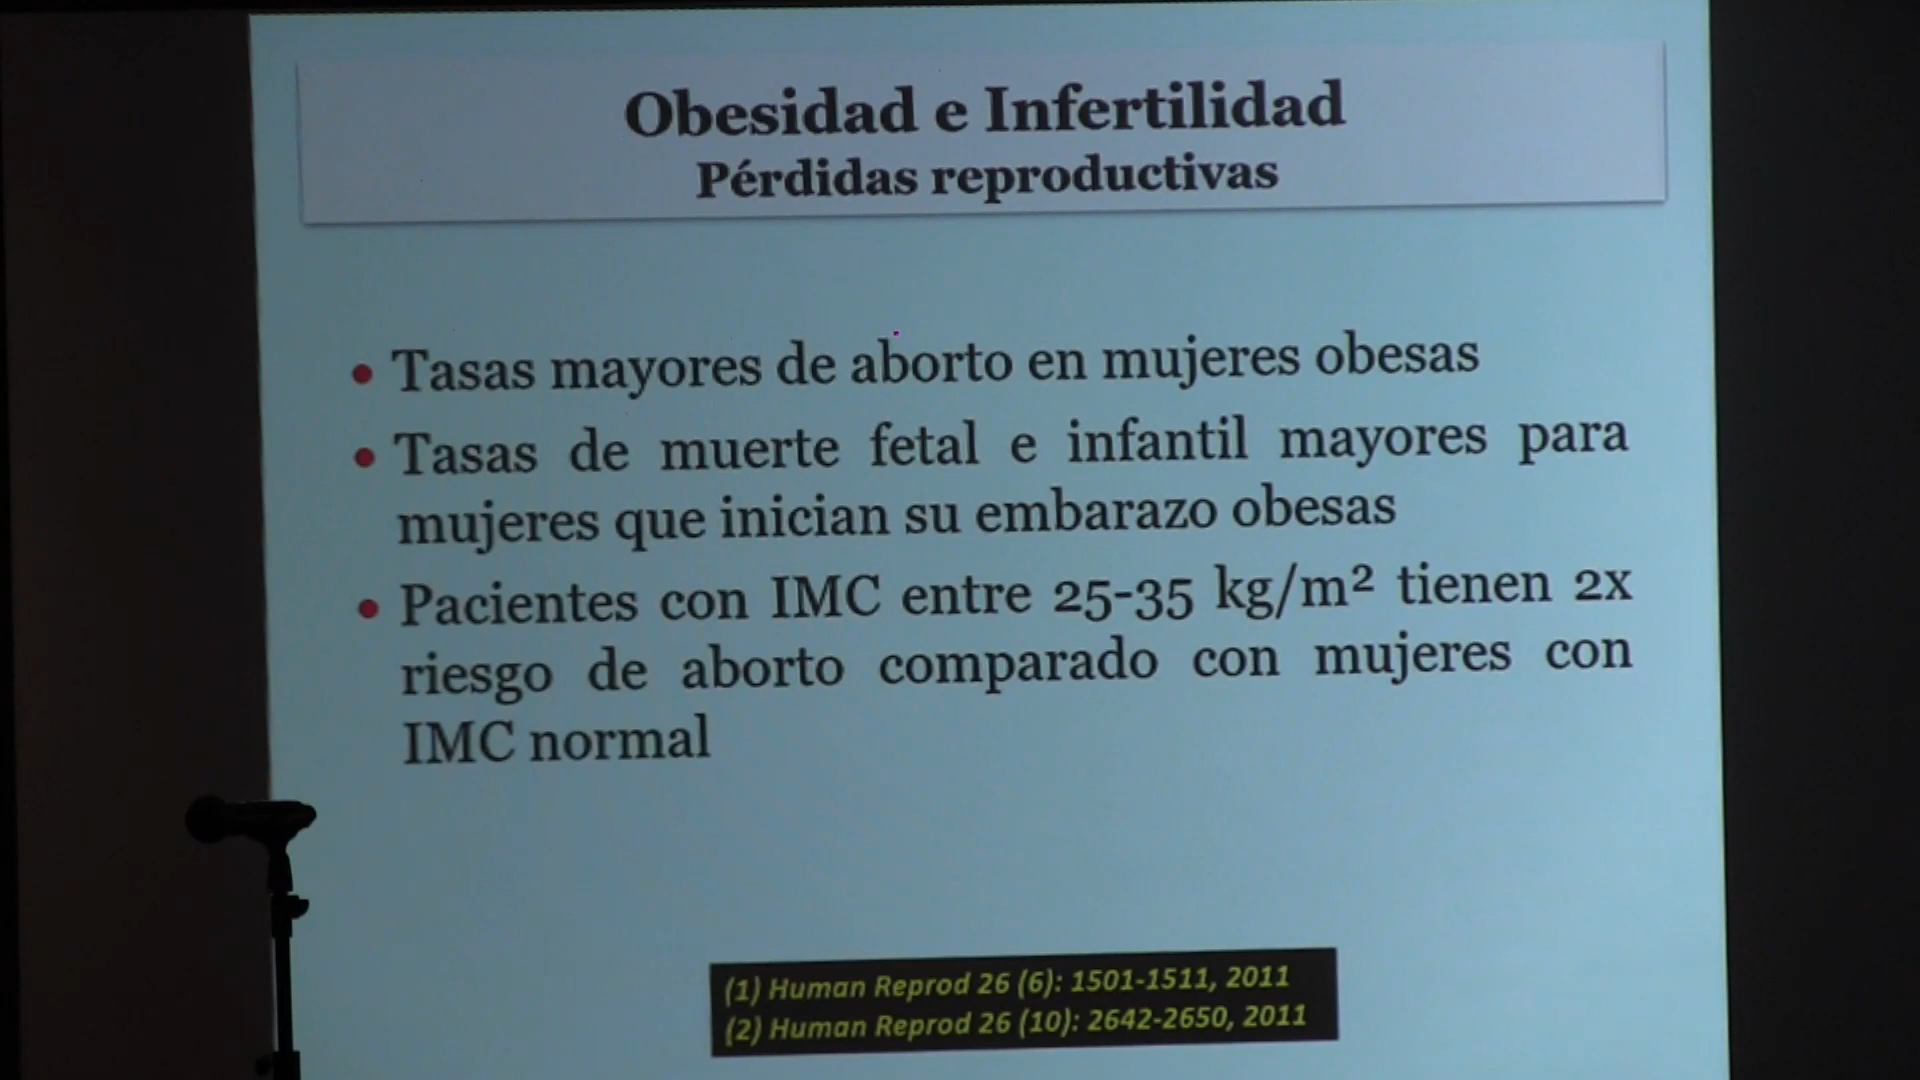 Obesidad e Infertilidad
Pérdidas reproductivas
• Tasas mayores de aborto en mujeres obesas
• Tasas de muerte fetal e infantil mayores para
mujeres que inician su embarazo obesas
• Pacientes con IMC entre 25-35 kg/m² tienen 2x
riesgo de aborto comparado con mujeres con
IMC normal
(1) Human Reprod 26 (6): 1501-1511, 2011
(2) Human Reprod 26 (10): 2642-2650, 2011